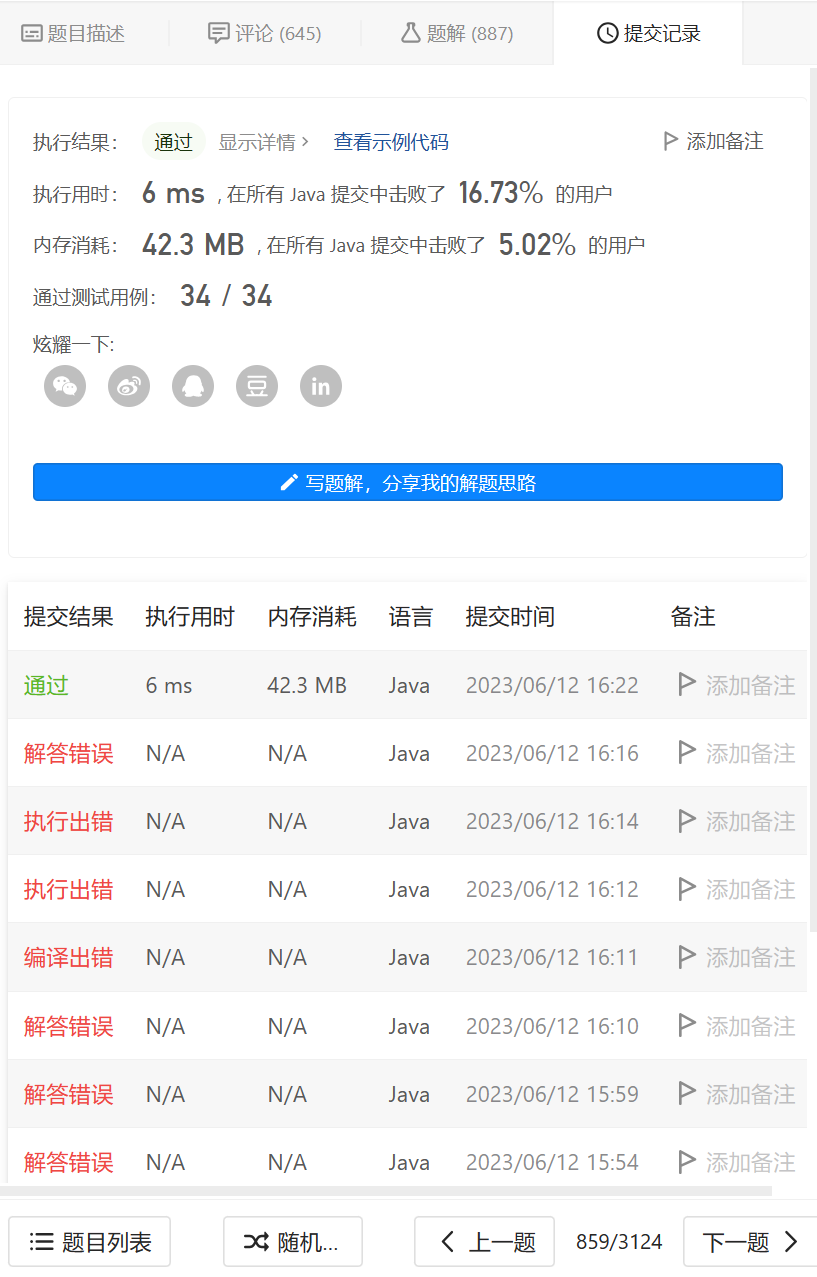 题目描述 评论 (645) 题解 (887) 提交记录
执行结果： 通过 显示详情 > 查看示例代码 添加备注
执行用时： 6 ms , 在所有 Java 提交中击败了 16.73% 的用户
内存消耗： 42.3 MB , 在所有 Java 提交中击败了 5.02% 的用户
通过测试用例： 34 / 34
炫耀一下:
豆 in
写题解，分享我的解题思路
提交结果 执行用时 内存消耗 语言 提交时间 备注
通过 6 ms 42.3 MB Java 2023/06/12 16:22 添加备注
解答错误 N/A N/A Java 2023/06/12 16:16 添加备注
执行出错 N/A N/A Java 2023/06/12 16:14 添加备注
执行出错 N/A N/A Java 2023/06/12 16:12 添加备注
编译出错 N/A N/A Java 2023/06/12 16:11 添加备注
解答错误 N/A N/A Java 2023/06/12 16:10 添加备注
解答错误 N/A N/A Java 2023/06/12 15:59 添加备注
解答错误 N/A N/A Java 2023/06/12 15:54 添加备注
题目列表 随机... 上一题 859/3124 下一题